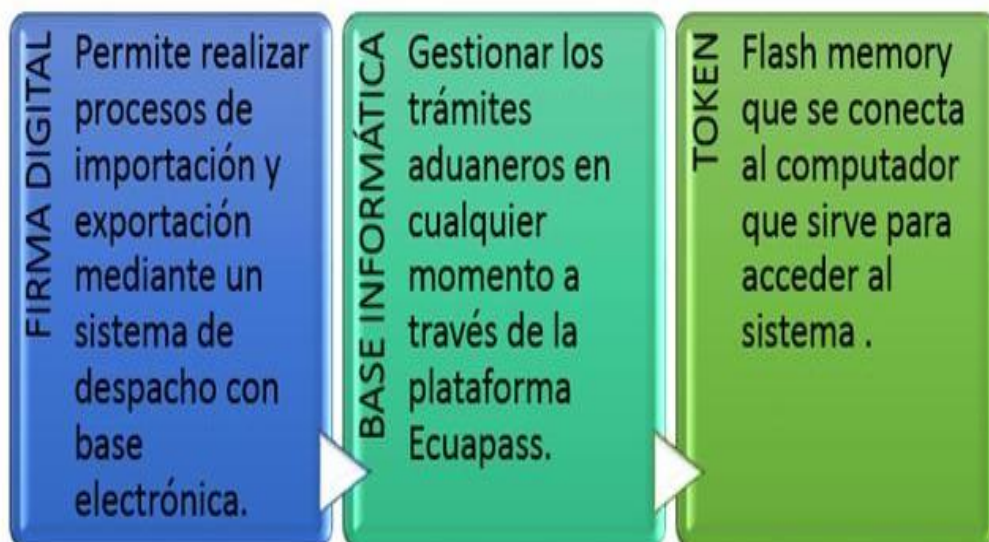 FIRMA DIGITAL
Permite realizar
procesos de
importación y
exportación
mediante un
sistema de
despacho con
base
electrónica.
BASE INFORMÁTICA
Gestionar los
trámites
aduaneros en
cualquier
momento a
través de la
plataforma
Ecuapass.
TOKEN
Flash memory
que se conecta
al computador
que sirve para
acceder al
sistema .